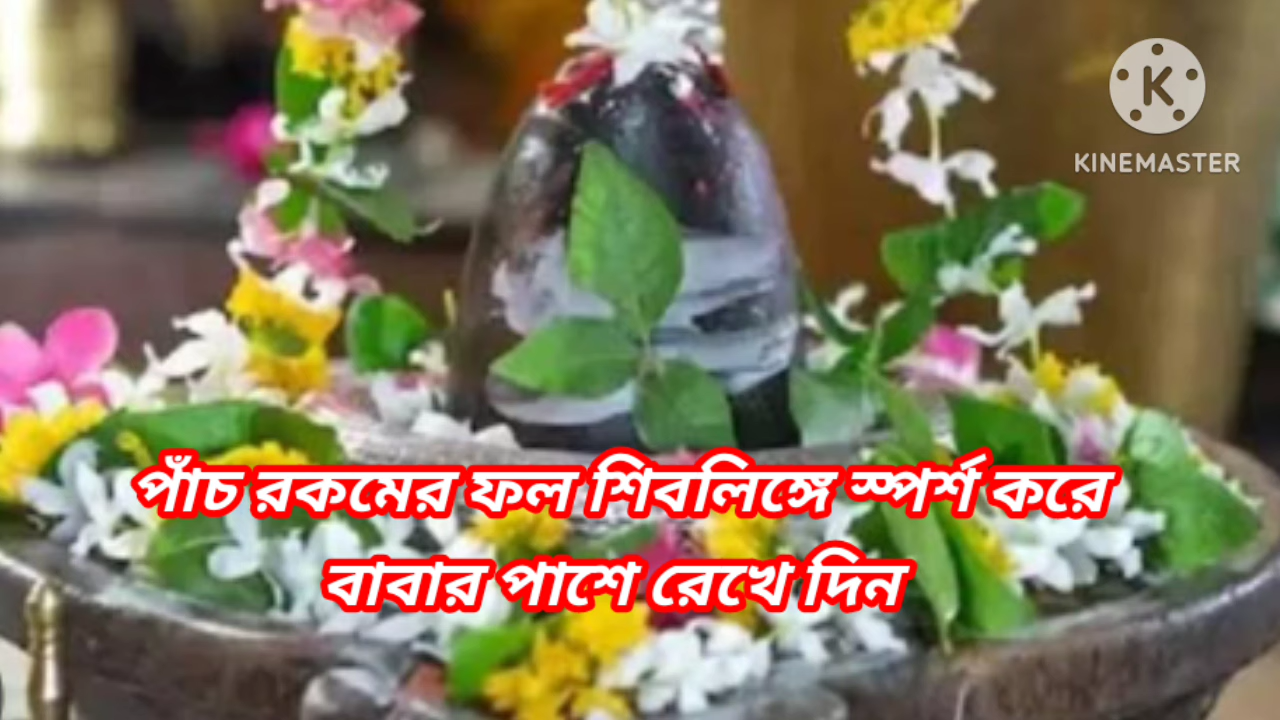 KINEMASTER
পাঁচ রকমের ফল শিবলিঙ্গে স্পর্শ করে
বাবার পাশে রেখে দিন